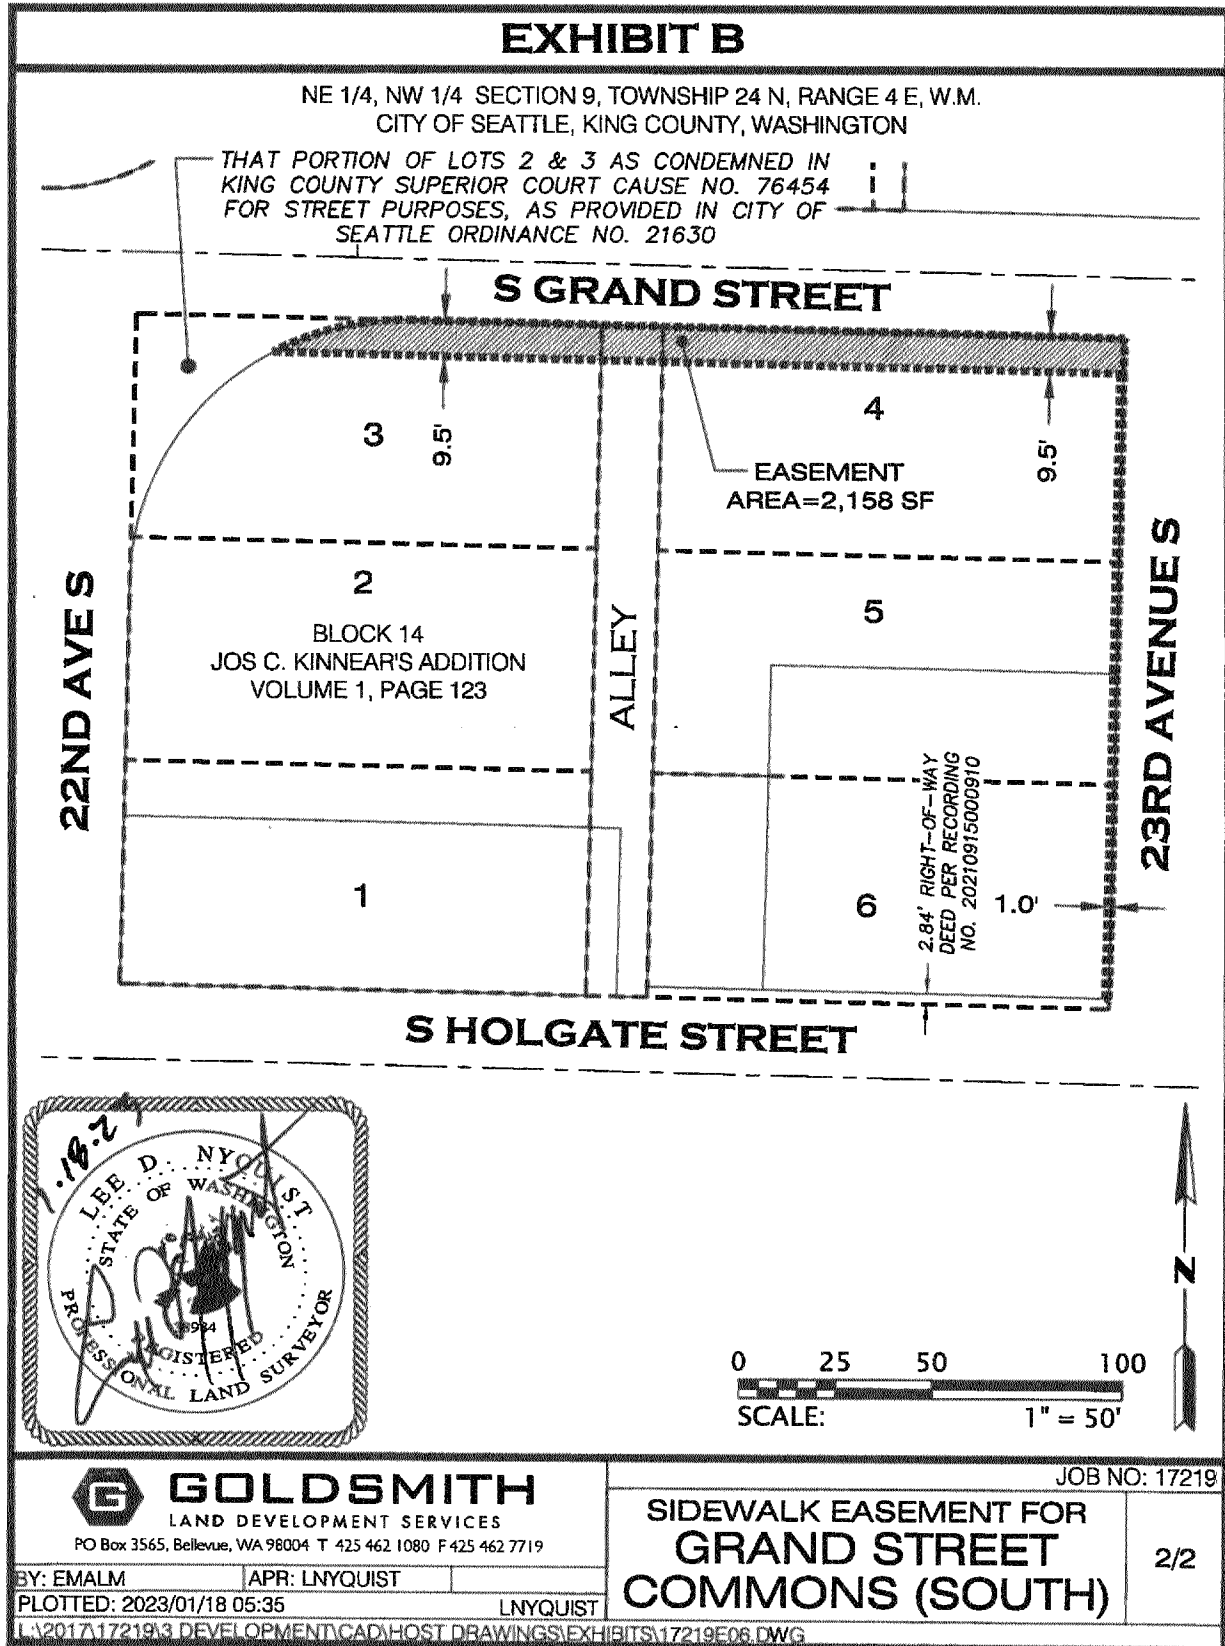 EXHIBIT B
NE 1/4, NW 1/4 SECTION 9, TOWNSHIP 24 N, RANGE 4 E, W.M.
CITY OF SEATTLE, KING COUNTY, WASHINGTON
THAT PORTION OF LOTS 2 & 3 AS CONDEMNED IN
KING COUNTY SUPERIOR COURT CAUSE NO. 76454
FOR STREET PURPOSES, AS PROVIDED IN CITY OF
SEATTLE ORDINANCE NO. 21630
S GRAND STREET
3
9.5'
4
9.5'
EASEMENT
AREA=2,158 SF
22ND AVE S
2
BLOCK 14
JOS C. KINNEAR'S ADDITION
VOLUME 1, PAGE 123
ALLEY
5
23RD AVENUE S
1
6
2.84' RIGHT-OF-WAY
DEED PER RECORDING
NO. 20210915000910
1.0'
S HOLGATE STREET
LEE D. NYQUIST
STATE OF WASHINGTON
REGISTERED
PROFESSIONAL LAND SURVEYOR
N
0 25 50 100
SCALE: 1" = 50'
G GOLDSMITH
LAND DEVELOPMENT SERVICES
PO Box 3565, Bellevue, WA 98004 T 425 462 1080 F 425 462 7719
BY: EMALM APR: LNYQUIST
PLOTTED: 2023/01/18 05:35 LNYQUIST
JOB NO: 17219
SIDEWALK EASEMENT FOR
GRAND STREET
COMMONS (SOUTH)
2/2
L:\2017\17219\3 DEVELOPMENT\CAD\HOST DRAWINGS\EXHIBITS\17219E06.DWG